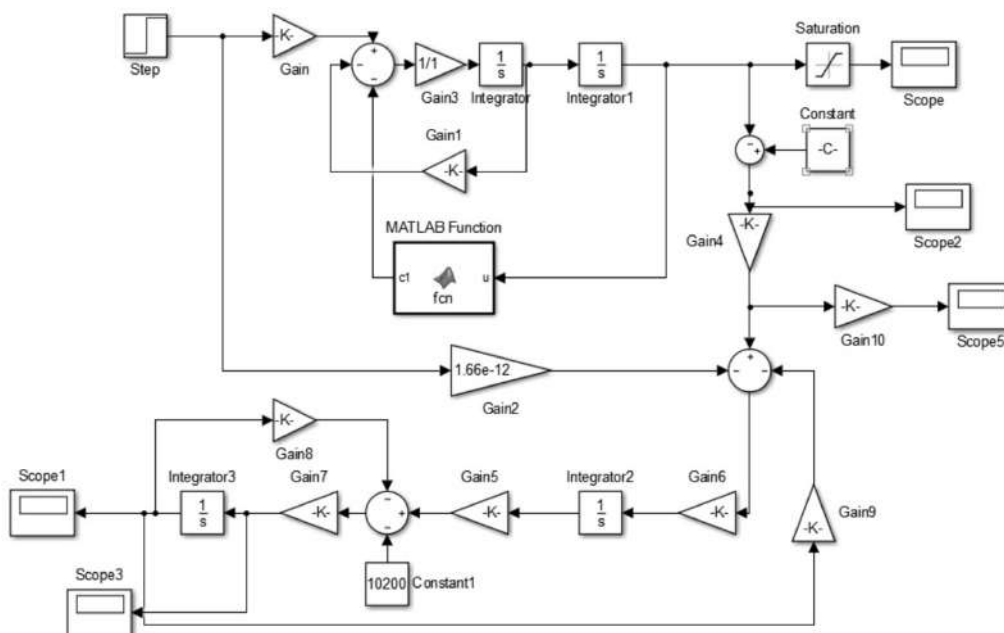 Step
-K-
Gain
1/1
Gain3
1
s
Integrator
1
s
Integrator1
Saturation
Scope
Constant
-C-
Gain1
-K-
MATLAB Function
c1
fcn
u
-K-
Gain4
Scope2
-K-
Gain10
Scope5
1.66e-12
Gain2
-K-
Gain8
Scope1
Integrator3
1
s
Gain7
-K-
Gain5
-K-
Integrator2
1
s
Gain6
-K-
-K-
Gain9
10200
Constant1
Scope3